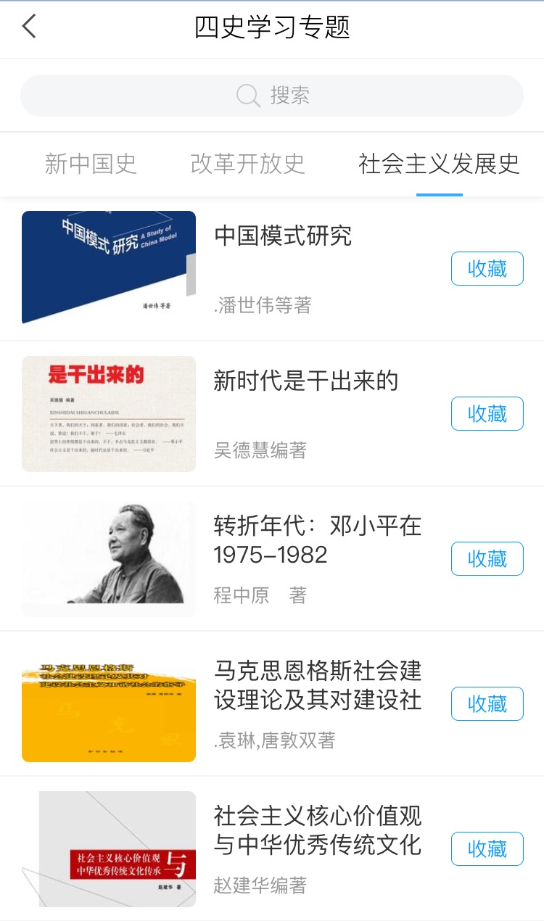 四史学习专题
搜索
新中国史
改革开放史
社会主义发展史
中国模式 研究
A Study of
China Model
潘世伟 等著
中国模式研究
收藏
.潘世伟等著
是干出来的
吴德慧 编著
XINSHIDAI SHIGANCHULAIDE
新时代是干出来的
收藏
吴德慧编著
转折年代：邓小平在
1975-1982
收藏
程中原 著
马克思恩格斯
马克思恩格斯社会建
设理论及其对建设社
收藏
.袁琳,唐敦双著
社会主义核心价值观
中华优秀传统文化传承
与
赵建华 著
社会主义核心价值观
与中华优秀传统文化
收藏
赵建华编著